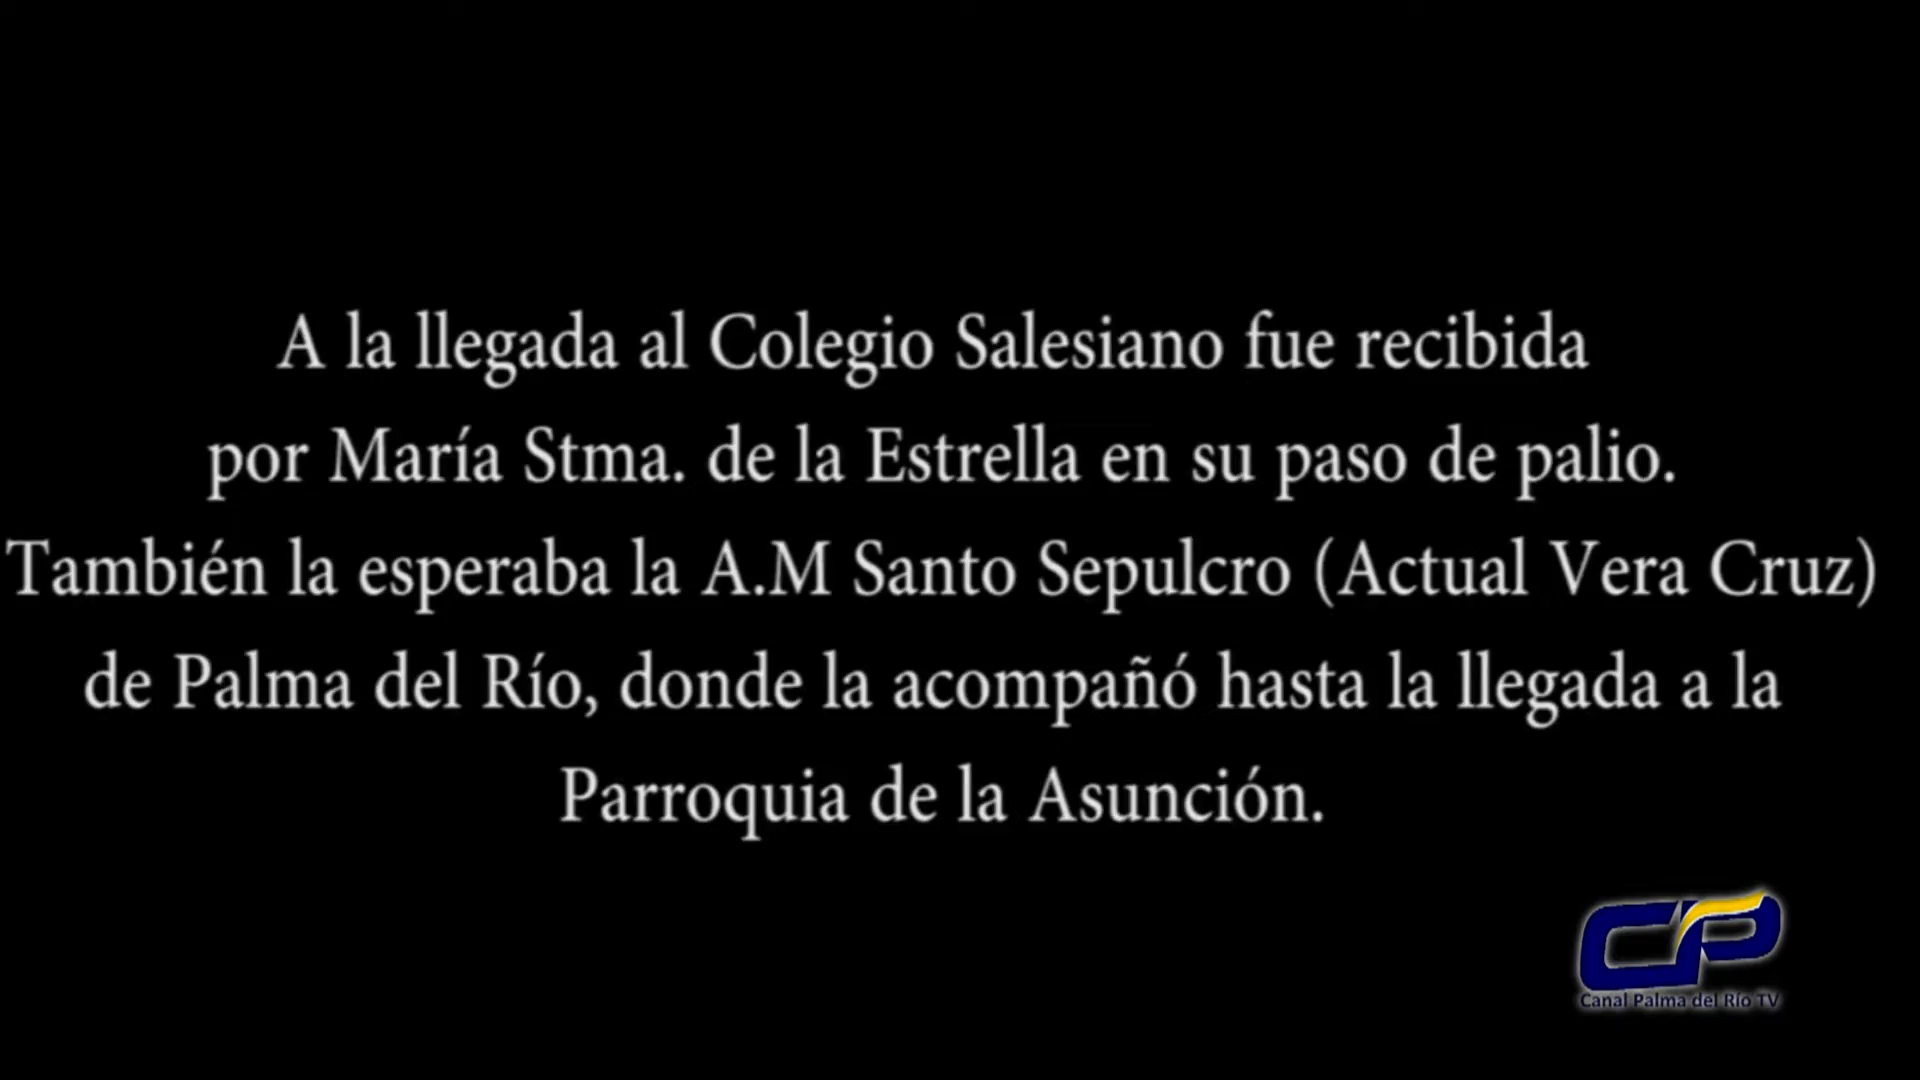 A la llegada al Colegio Salesiano fue recibida
por María Stma. de la Estrella en su paso de palio.
También la esperaba la A.M Santo Sepulcro (Actual Vera Cruz)
de Palma del Río, donde la acompañó hasta la llegada a la
Parroquia de la Asunción.
CP
Canal Palma del Río TV